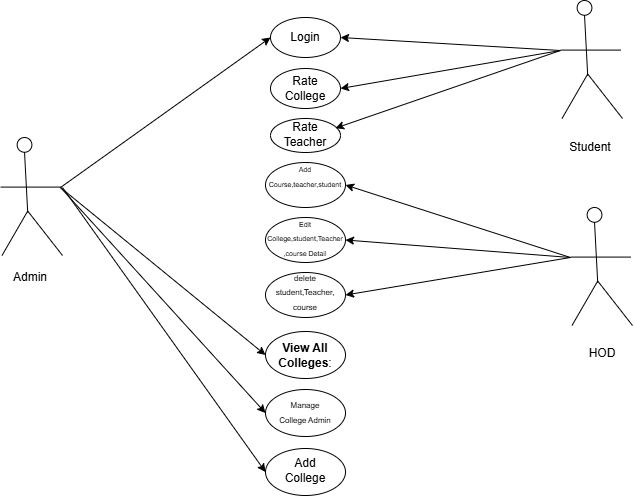 Login
Rate
College
Rate
Teacher
Student
Add
Course,teacher,student
Edit
College,student,Teacher
,course Detail
Admin
delete
student,Teacher,
course
HOD
View All
Colleges:
Manage
College Admin
Add
College